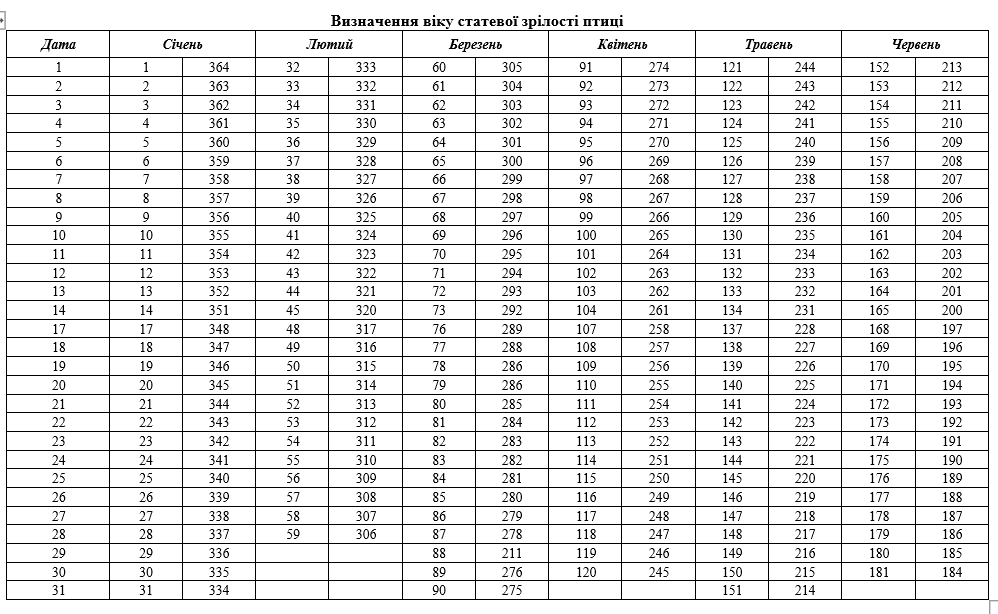 Визначення віку статевої зрілості птиці
Дата Січень Лютий Березень Квітень Травень Червень
1 1 364 32 333 60 305 91 274 121 244 152 213
2 2 363 33 332 61 304 92 273 122 243 153 212
3 3 362 34 331 62 303 93 272 123 242 154 211
4 4 361 35 330 63 302 94 271 124 241 155 210
5 5 360 36 329 64 301 95 270 125 240 156 209
6 6 359 37 328 65 300 96 269 126 239 157 208
7 7 358 38 327 66 299 97 268 127 238 158 207
8 8 357 39 326 67 298 98 267 128 237 159 206
9 9 356 40 325 68 297 99 266 129 236 160 205
10 10 355 41 324 69 296 100 265 130 235 161 204
11 11 354 42 323 70 295 101 264 131 234 162 203
12 12 353 43 322 71 294 102 263 132 233 163 202
13 13 352 44 321 72 293 103 262 133 232 164 201
14 14 351 45 320 73 292 104 261 134 231 165 200
17 17 348 48 317 76 289 107 258 137 228 168 197
18 18 347 49 316 77 288 108 257 138 227 169 196
19 19 346 50 315 78 286 109 256 139 226 170 195
20 20 345 51 314 79 286 110 255 140 225 171 194
21 21 344 52 313 80 285 111 254 141 224 172 193
22 22 343 53 312 81 284 112 253 142 223 173 192
23 23 342 54 311 82 283 113 252 143 222 174 191
24 24 341 55 310 83 282 114 251 144 221 175 190
25 25 340 56 309 84 281 115 250 145 220 176 189
26 26 339 57 308 85 280 116 249 146 219 177 188
27 27 338 58 307 86 279 117 248 147 218 178 187
28 28 337 59 306 87 278 118 247 148 217 179 186
29 29 336 88 211 119 246 149 216 180 185
30 30 335 89 276 120 245 150 215 181 184
31 31 334 90 275 151 214